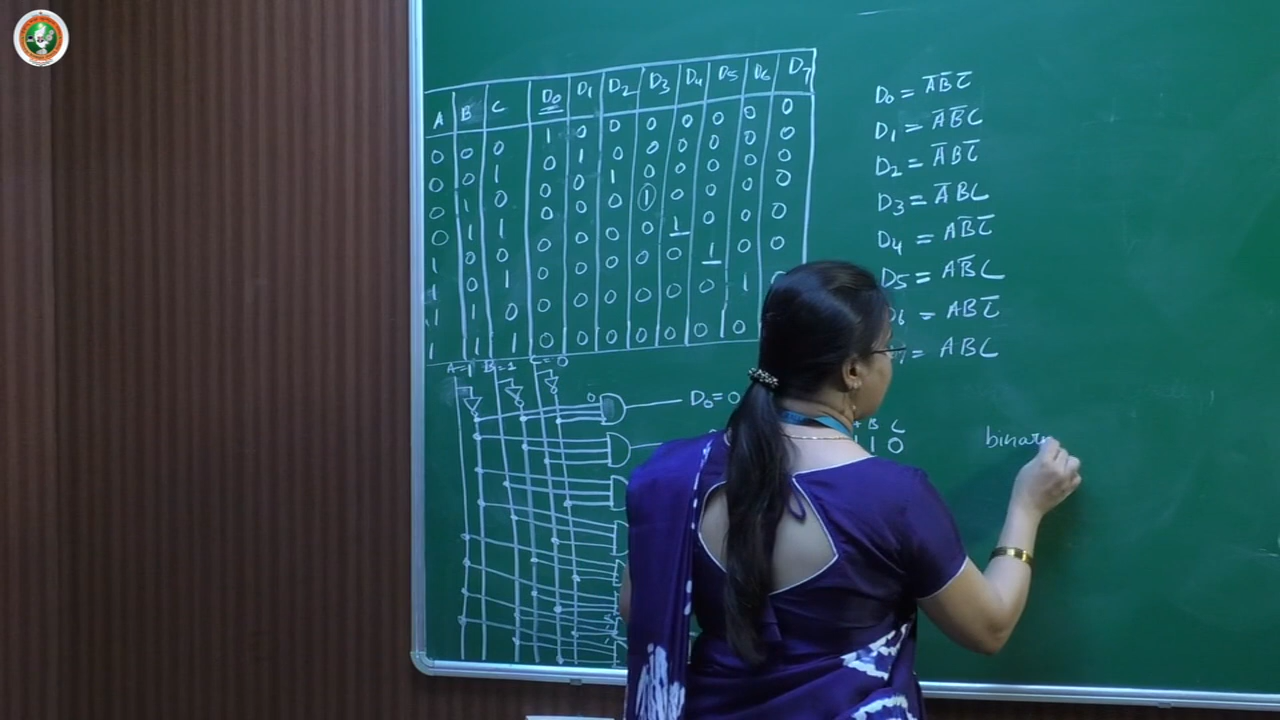 A B C D0 D1 D2 D3 D4 D5 D6 D7
0 0 0 1 0 0 0 0 0 0 0
0 0 1 0 1 0 0 0 0 0 0
0 1 0 0 0 1 0 0 0 0 0
0 1 1 0 0 0 1 0 0 0 0
1 0 0 0 0 0 0 1 0 0 0
1 0 1 0 0 0 0 0 1 0 0
1 1 0 0 0 0 0 0 0 1 0
1 1 1 0 0 0 0 0 0 0
D0 = A̅B̅C̅
D1 = A̅B̅C
D2 = A̅BC̅
D3 = A̅BC
D4 = AB̅C̅
D5 = AB̅C
6 = ABC̅
= ABC
A=1 B=1 C=0
0
D0=0
B C
1 1 0
binary